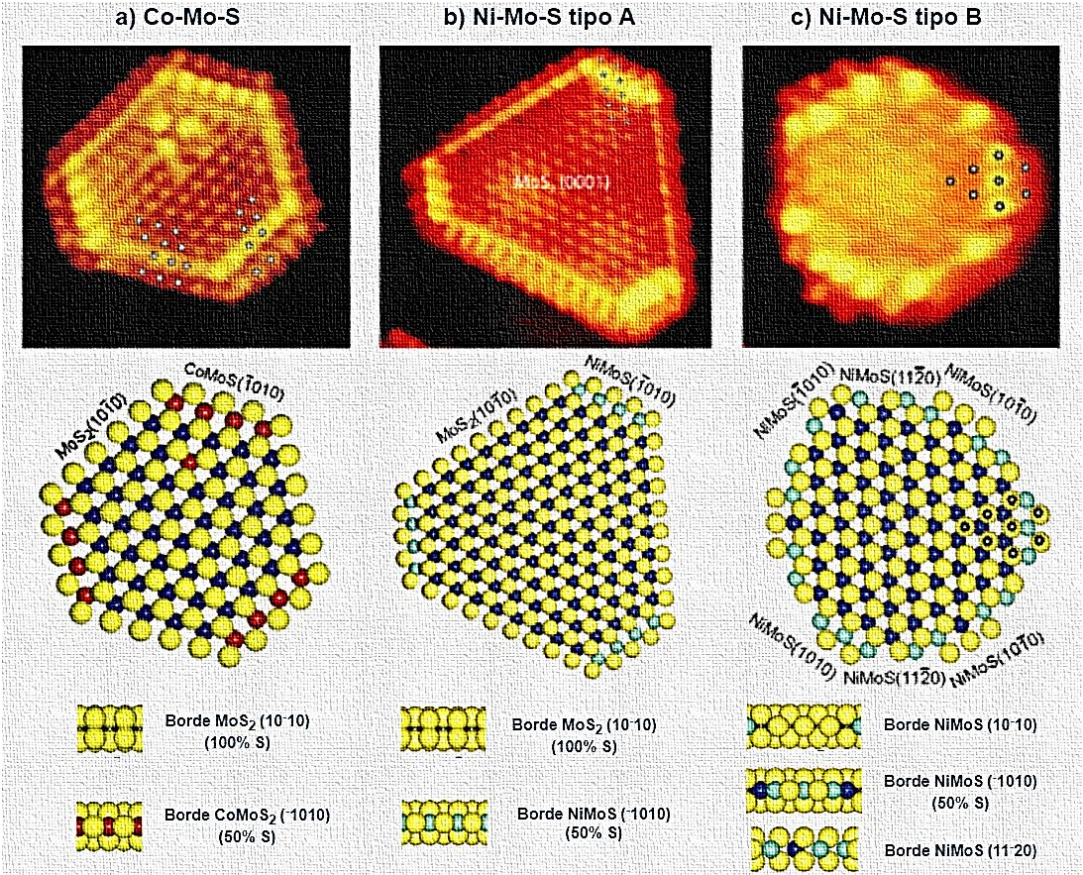 a) Co-Mo-S
b) Ni-Mo-S tipo A
c) Ni-Mo-S tipo B
MoS₂ (0001)
MoS₂(101̄0)
CoMoS(1̄010)
MoS₂(101̄0)
NiMoS(1̄010)
NiMoS(1̄010)
NiMoS(112̄0)
NiMoS(101̄0)
NiMoS(1010)
NiMoS(112̄0)
NiMoS(101̄0)
Borde MoS₂ (10⁻10)
(100% S)
Borde CoMoS₂ (⁻1010)
(50% S)
Borde MoS₂ (10⁻10)
(100% S)
Borde NiMoS (⁻1010)
(50% S)
Borde NiMoS (10⁻10)
Borde NiMoS (⁻1010)
(50% S)
Borde NiMoS (11⁻20)